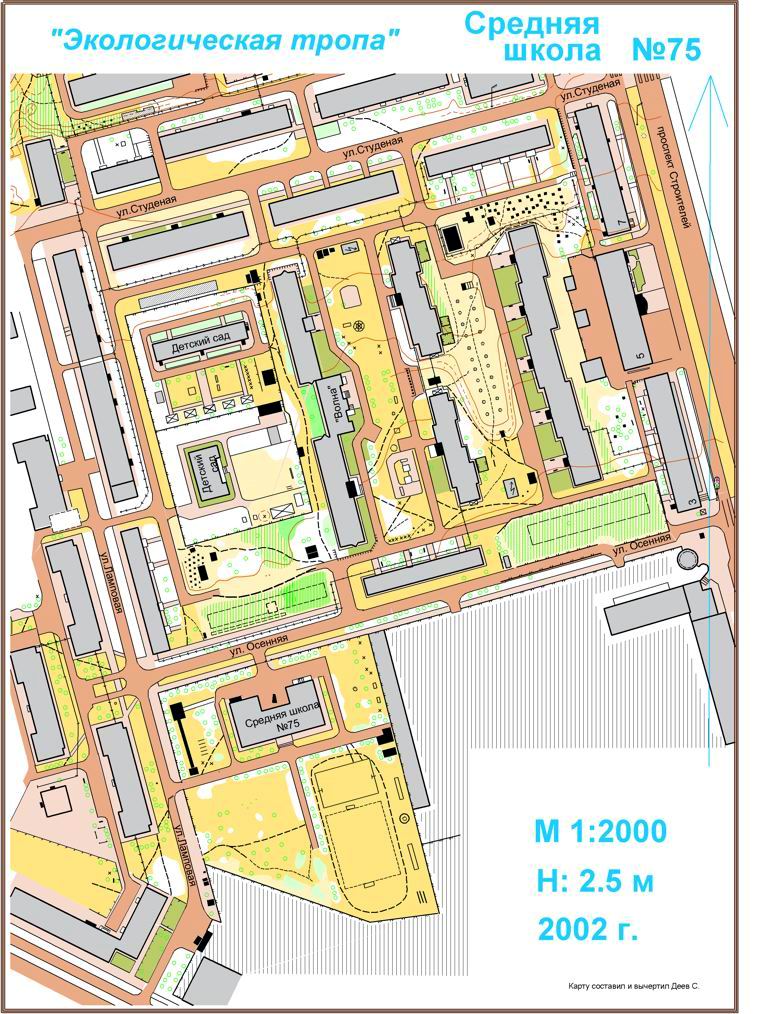 "Экологическая тропа"
Средняя
школа №75
ул.Студеная
ул.Студеная
ул.Студеная
проспект Строителей
7
Детский сад
5
"Волна"
Детский
сад
3
ул. Осенняя
ул.Ламповая
ул. Осенняя
Средняя школа
№75
ул.Ламповая
М 1:2000
Н: 2.5 м
2002 г.
Карту составил и вычертил Деев С.